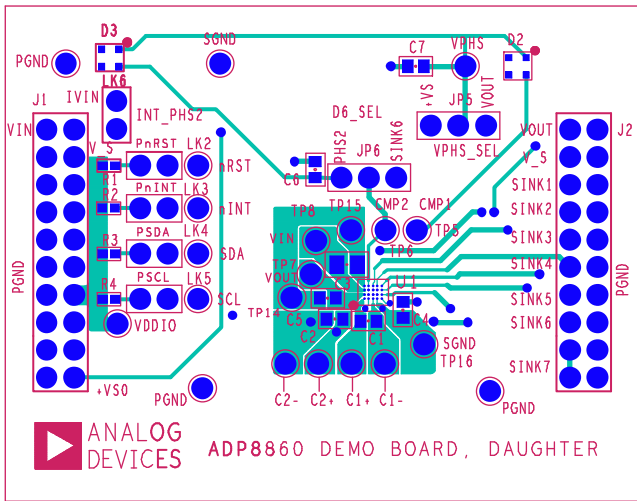 D3
PGND
SGND
C7
VPHS
D2
LK6
J1
IVIN
INT_PHS2
+VS
JP5
VOUT
D6_SEL
VIN
V_S
PnRST
LK2
nRST
R1
PHS2
JP6
SINK6
VPHS_SEL
VOUT
J2
V_S
C6
R2
PnINT
LK3
nINT
SINK1
TP8
TP15
CMP2
CMP1
SINK2
R3
PSDA
LK4
SDA
VIN
TP6
TP5
SINK3
PGND
R4
PSCL
LK5
SCL
TP7
VOUT
C3
U1
SINK4
PGND
SINK5
VDDIO
TP14
C5
C2
C1
C4
SINK6
SGND
TP16
+VSO
PGND
C2-
C2+
C1+
C1-
SINK7
PGND
ANALOG
DEVICES
ADP8860 DEMO BOARD, DAUGHTER